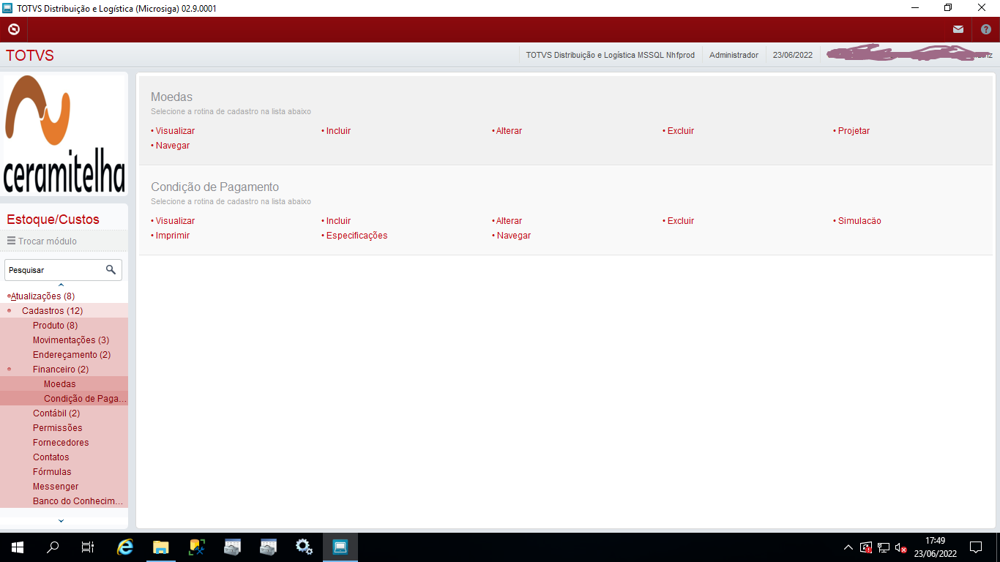 TOTVS Distribuição e Logística (Microsiga) 02.9.0001
TOTVS
TOTVS Distribuição e Logística MSSQL Nhfprod
Administrador
23/06/2022
ceramitelha
Estoque/Custos
Trocar módulo
Pesquisar
Atualizações (8)
Cadastros (12)
Produto (8)
Movimentações (3)
Endereçamento (2)
Financeiro (2)
Moedas
Condição de Paga...
Contábil (2)
Permissões
Fornecedores
Contatos
Fórmulas
Messenger
Banco do Conhecim...
Moedas
Selecione a rotina de cadastro na lista abaixo
• Visualizar • Incluir • Alterar • Excluir • Projetar
• Navegar
Condição de Pagamento
Selecione a rotina de cadastro na lista abaixo
• Visualizar • Incluir • Alterar • Excluir • Simulacäo
• Imprimir • Especificações • Navegar
17:49
23/06/2022